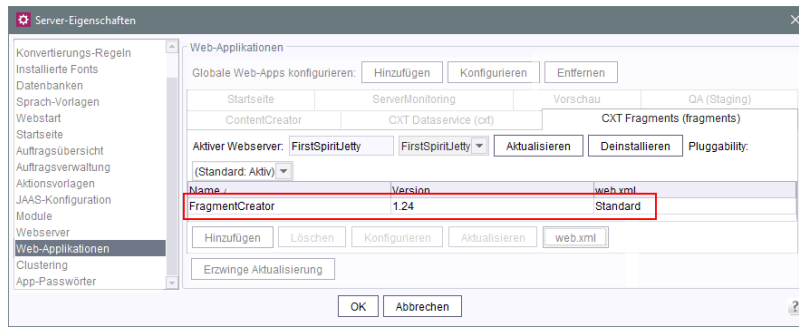 Server-Eigenschaften
Konvertierungs-Regeln
Installierte Fonts
Datenbanken
Sprach-Vorlagen
Webstart
Startseite
Auftragsübersicht
Auftragsverwaltung
Aktionsvorlagen
JAAS-Konfiguration
Module
Webserver
Web-Applikationen
Clustering
App-Passwörter
Web-Applikationen
Globale Web-Apps konfigurieren: Hinzufügen Konfigurieren Entfernen
Startseite ServerMonitoring Vorschau QA (Staging)
ContentCreator CXT Dataservice (cxt) CXT Fragments (fragments)
Aktiver Webserver: FirstSpiritJetty FirstSpiritJetty Aktualisieren Deinstallieren Pluggability:
(Standard: Aktiv)
Name Version web.xml
FragmentCreator 1.24 Standard
Hinzufügen Löschen Konfigurieren Aktualisieren web.xml
Erzwinge Aktualisierung
OK Abbrechen
?